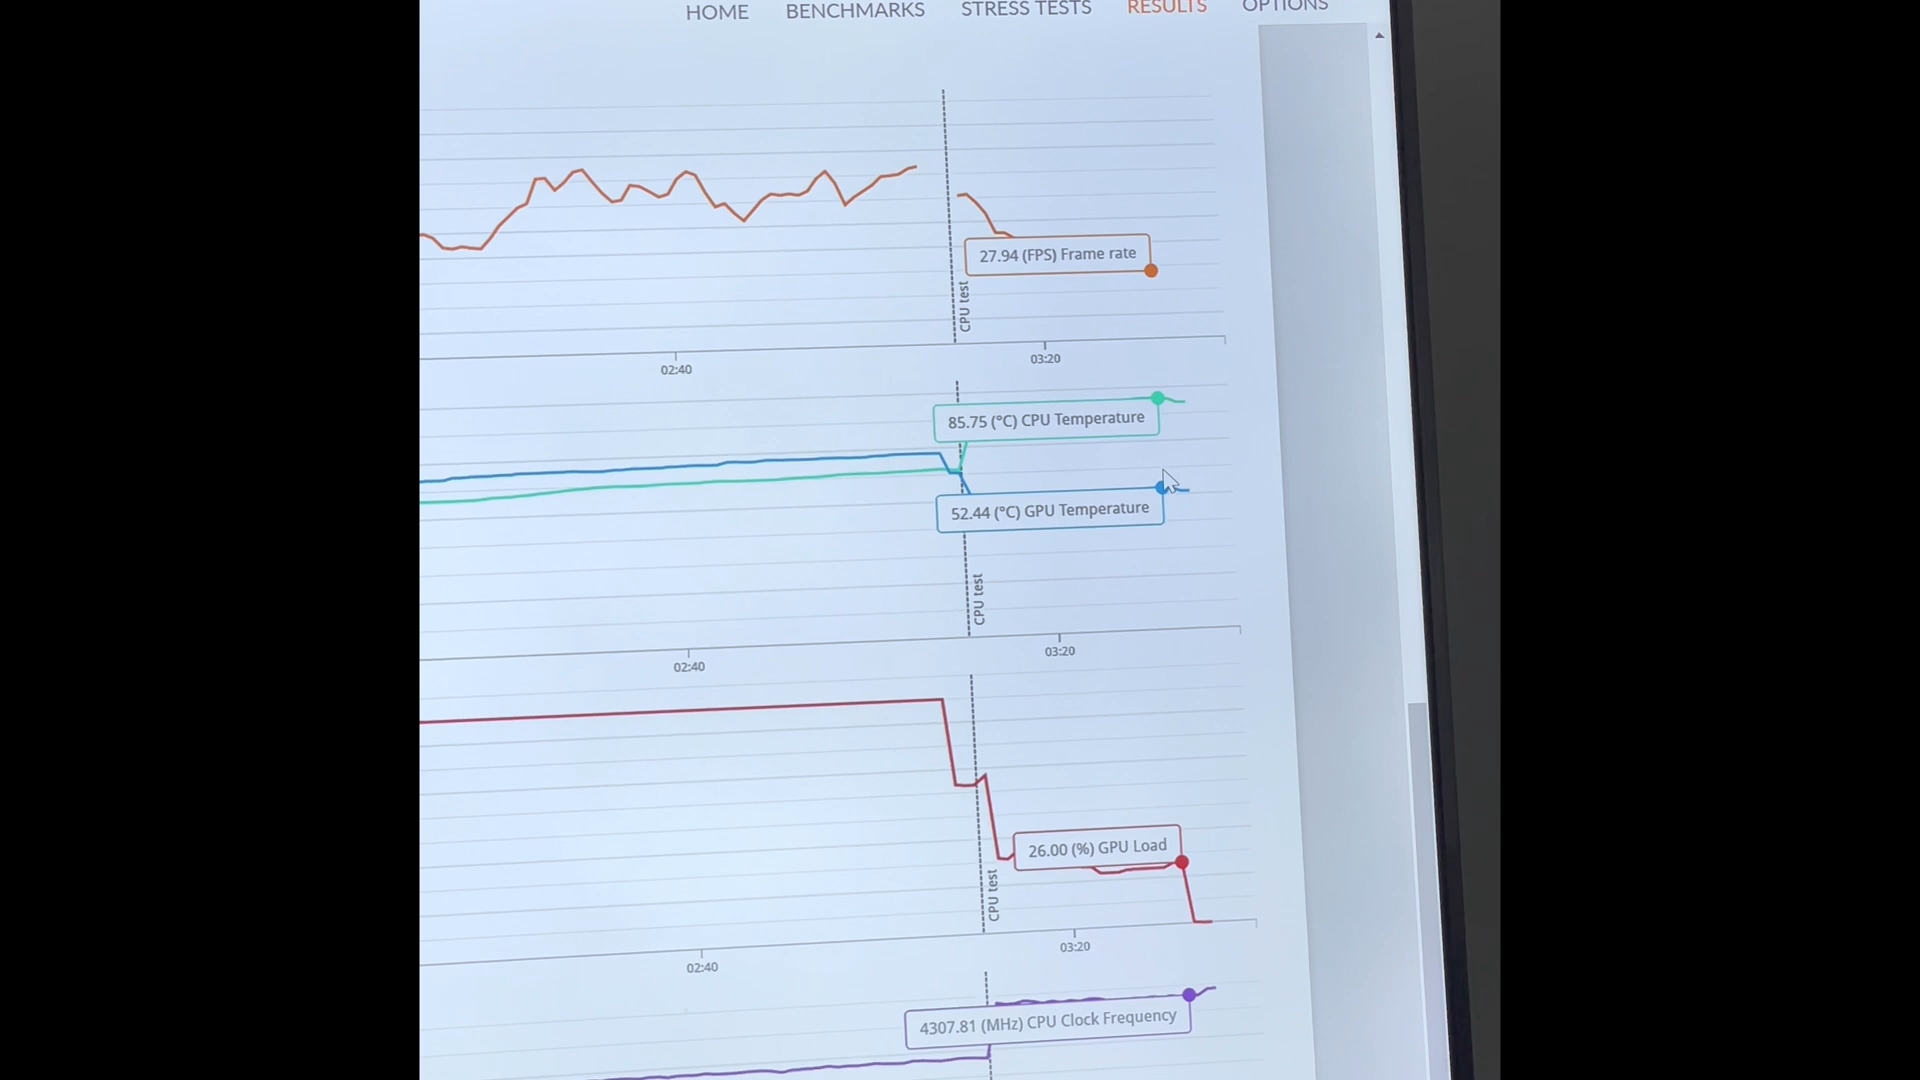 HOME BENCHMARKS STRESS TESTS RESULTS OPTIONS
27.94 (FPS) Frame rate
CPU test
02:40 03:20
85.75 (°C) CPU Temperature
52.44 (°C) GPU Temperature
CPU test
02:40 03:20
26.00 (%) GPU Load
CPU test
02:40 03:20
4307.81 (MHz) CPU Clock Frequency